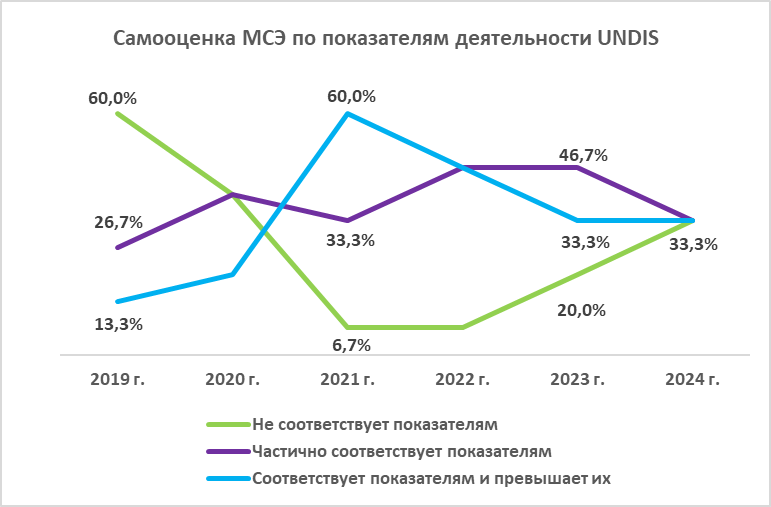 Самооценка МСЭ по показателям деятельности UNDIS
60,0%
60,0%
46,7%
26,7%
33,3%
33,3%
33,3%
20,0%
13,3%
6,7%
2019 г.
2020 г.
2021 г.
2022 г.
2023 г.
2024 г.
Не соответствует показателям
Частично соответствует показателям
Соответствует показателям и превышает их